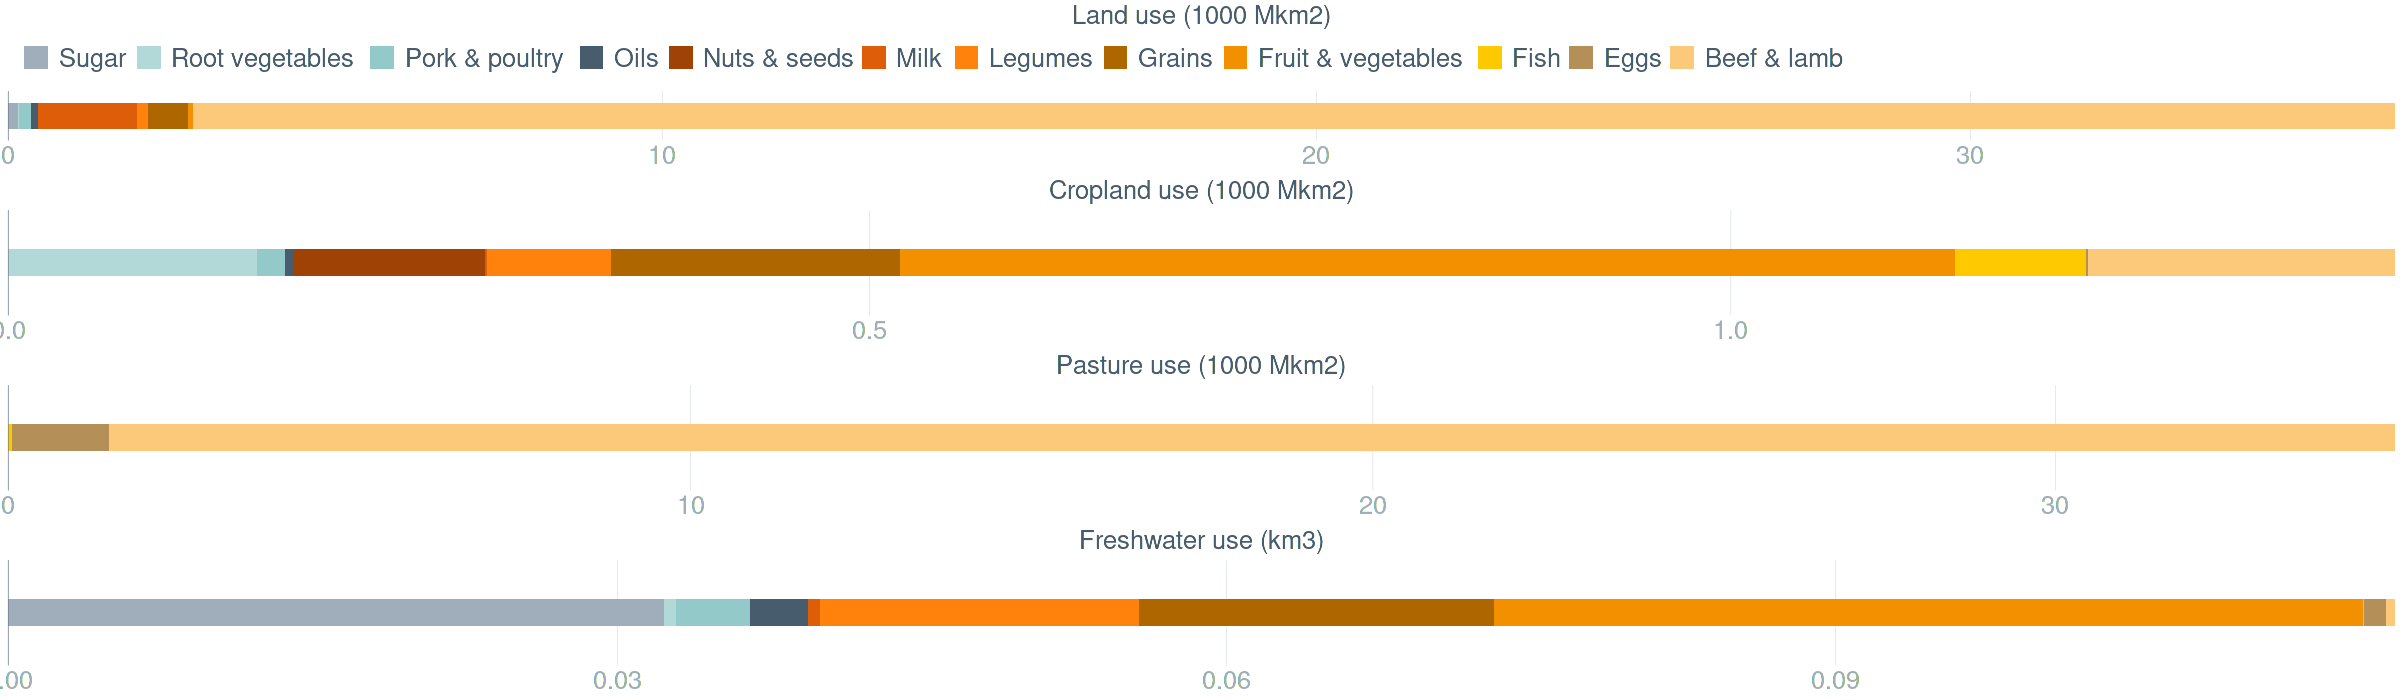 Land use (1000 Mkm2)
Sugar Root vegetables Pork & poultry Oils Nuts & seeds Milk Legumes Grains Fruit & vegetables Fish Eggs Beef & lamb
0 10 20 30
Cropland use (1000 Mkm2)
0.0 0.5 1.0
Pasture use (1000 Mkm2)
0 10 20 30
Freshwater use (km3)
.00 0.03 0.06 0.09